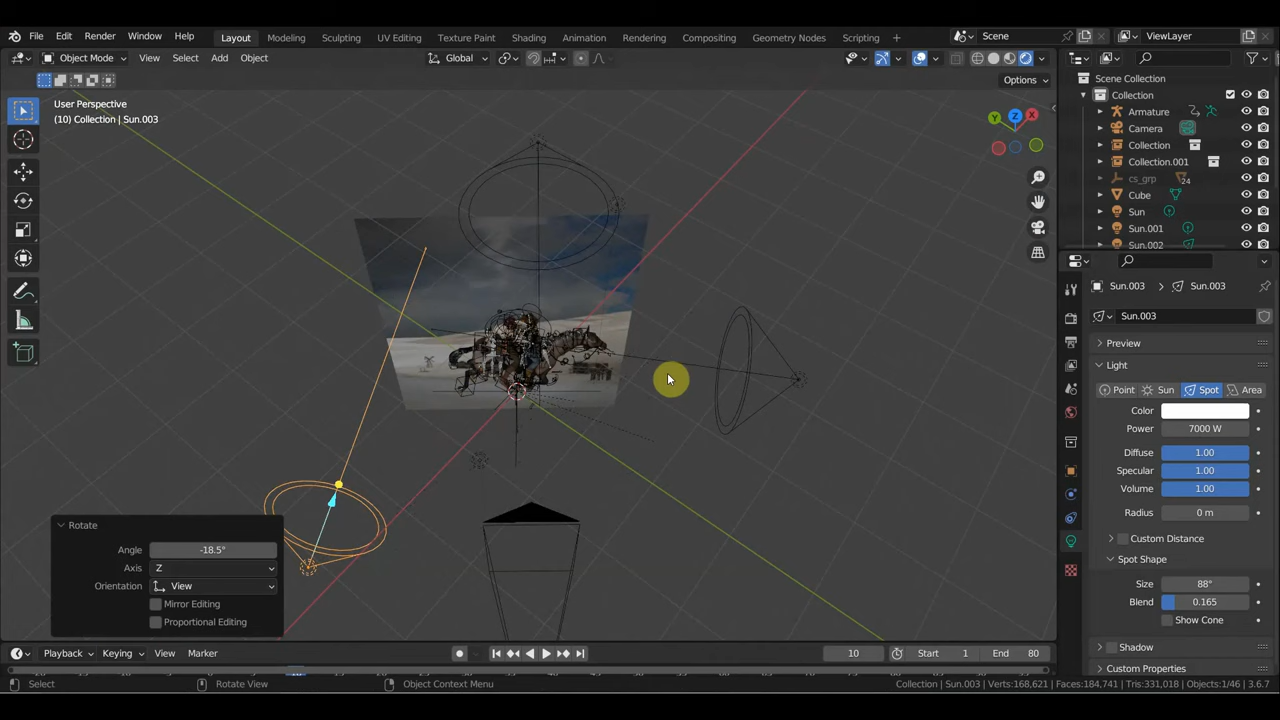 File Edit Render Window Help Layout Modeling Sculpting UV Editing Texture Paint Shading Animation Rendering Compositing Geometry Nodes Scripting + Scene ViewLayer
Object Mode View Select Add Object Global
Options
User Perspective
(10) Collection | Sun.003
Z
X
Y
Scene Collection
Collection
Armature
Camera
Collection
Collection.001
cs_grp
24
Cube
Sun
Sun.001
Sun.002
Sun.003 Sun.003
Sun.003
Preview
Light
Point Sun Spot Area
Color
Power 7000 W
Diffuse 1.00
Specular 1.00
Volume 1.00
Radius 0 m
Custom Distance
Spot Shape
Size 88°
Blend 0.165
Show Cone
Shadow
Custom Properties
Rotate
Angle -18.5°
Axis Z
Orientation View
Mirror Editing
Proportional Editing
Playback Keying View Marker 10 Start 1 End 80
Select Rotate View Object Context Menu Collection | Sun.003 | Verts:168,621 | Faces:184,741 | Tris:331,018 | Objects:1/46 | 3.6.7